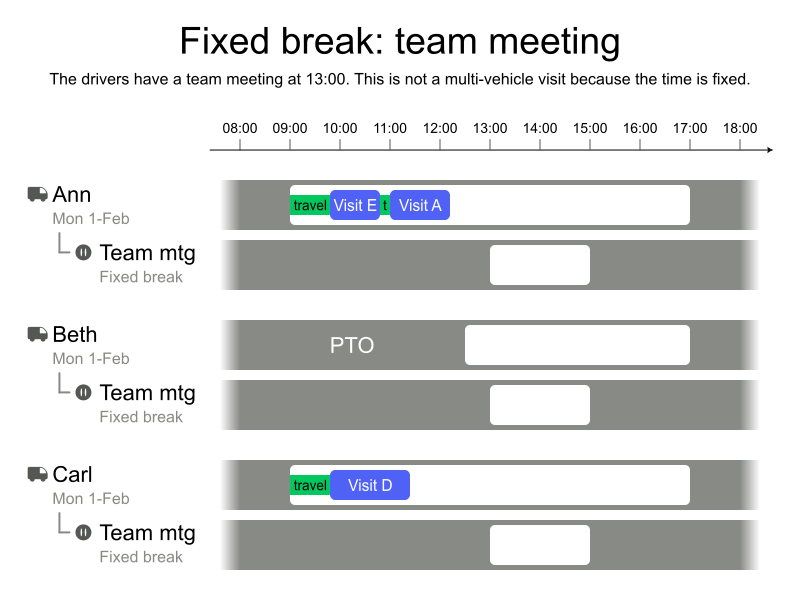 Fixed break: team meeting
The drivers have a team meeting at 13:00. This is not a multi-vehicle visit because the time is fixed.
08:00 09:00 10:00 11:00 12:00 13:00 14:00 15:00 16:00 17:00 18:00
Ann
travel Visit E t Visit A
Mon 1-Feb
Team mtg
Fixed break
Beth
PTO
Mon 1-Feb
Team mtg
Fixed break
Carl
travel Visit D
Mon 1-Feb
Team mtg
Fixed break